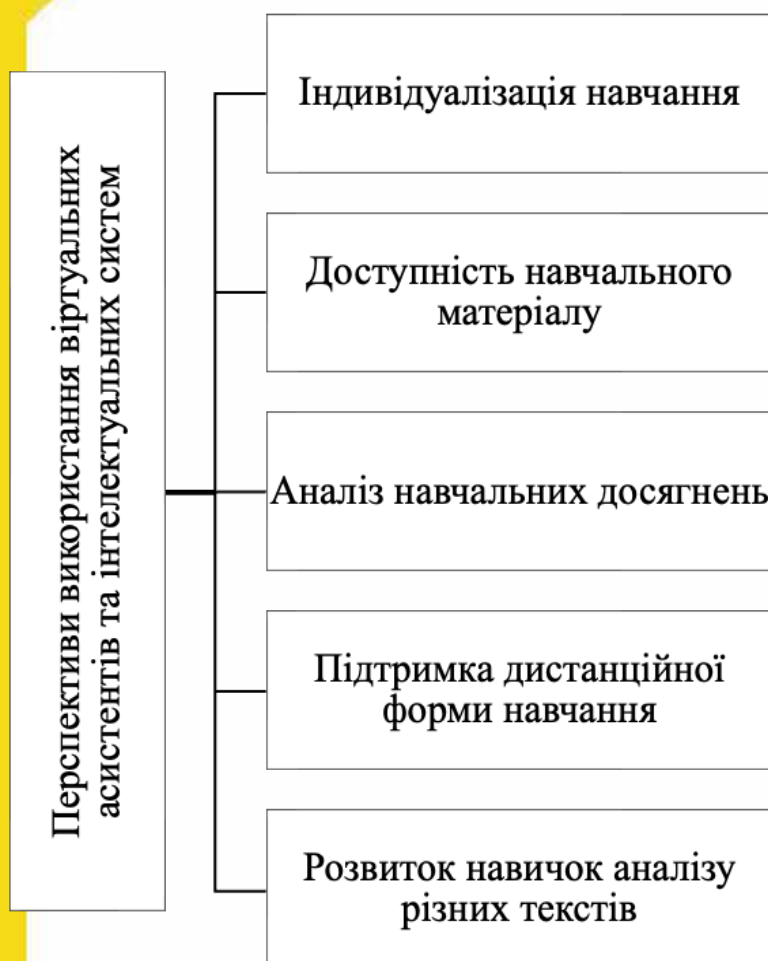 Перспективи використання віртуальних
асистентів та інтелектуальних систем
Індивідуалізація навчання
Доступність навчального
матеріалу
Аналіз навчальних досягнень
Підтримка дистанційної
форми навчання
Розвиток навичок аналізу
різних текстів